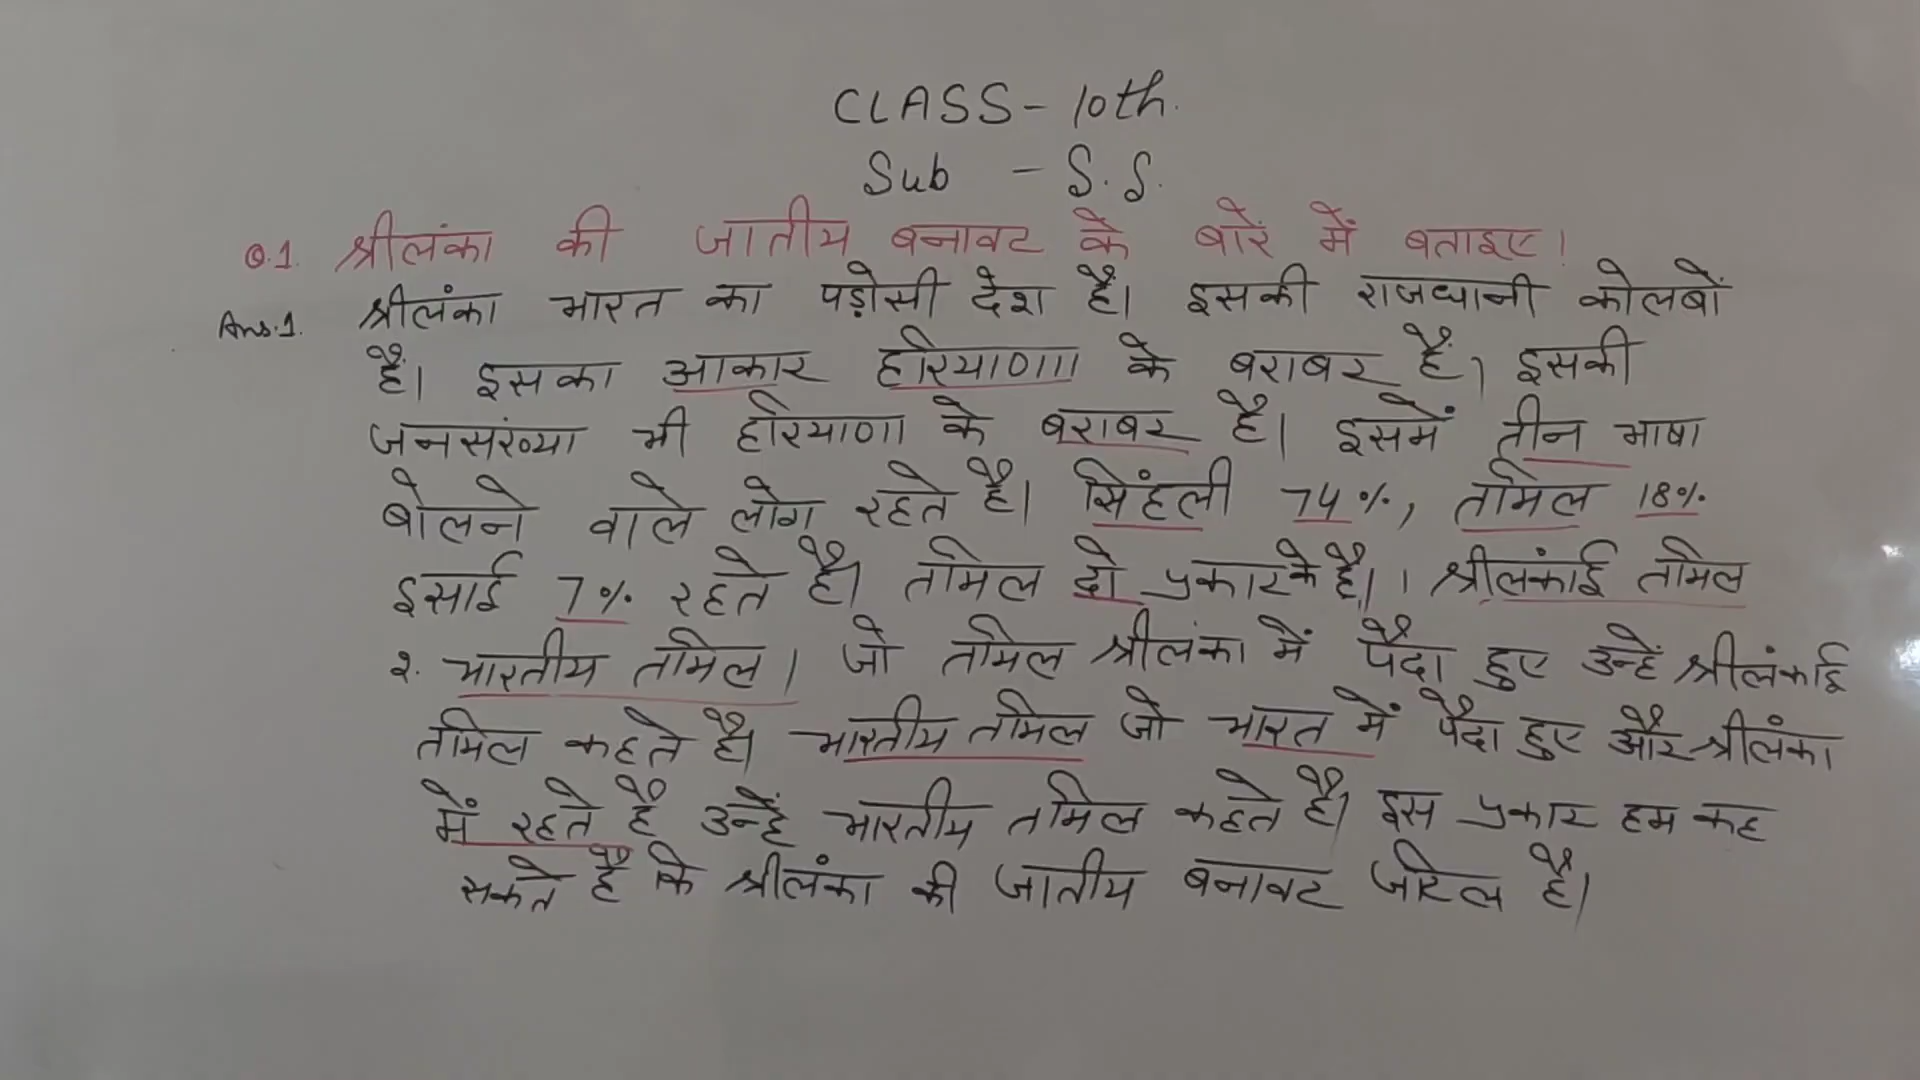 CLASS - 10th.
Sub - S.S.
Q.1. श्रीलंका की जातीय बनावट के बारे में बताइए।
Ans.1. श्रीलंका भारत का पड़ोसी देश है। इसकी राजधानी कोलबों
है। इसका आकार हरियाणा के बराबर है। इसकी
जनसंख्या भी हरियाणा के बराबर है। इसमें तीन भाषा
बोलने वाले लोग रहते है। सिंहली 74%, तमिल 18%
इसाई 7% रहते है। तमिल दो प्रकार के है। । श्रीलंकाई तमिल
२. भारतीय तमिल। जो तमिल श्रीलंका में पैदा हुए उन्हें श्रीलंकाई
तमिल कहते है। भारतीय तमिल जो भारत में पैदा हुए और श्रीलंका
में रहते है उन्हें भारतीय तमिल कहते है। इस प्रकार हम कह
सकते है कि श्रीलंका की जातीय बनावट जटिल है।